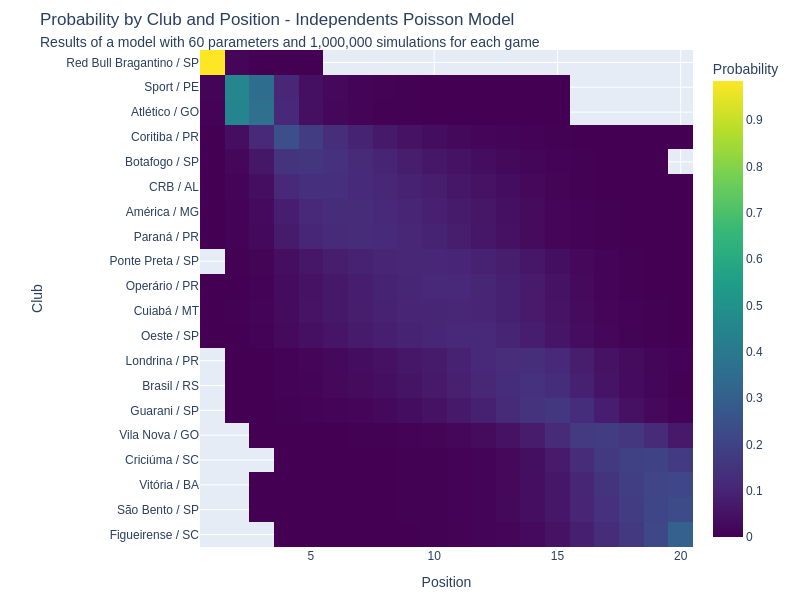 Probability by Club and Position - Independents Poisson Model
Results of a model with 60 parameters and 1,000,000 simulations for each game
Probability
Red Bull Bragantino / SP
Sport / PE
Atlético / GO
Coritiba / PR
Botafogo / SP
CRB / AL
América / MG
Paraná / PR
Ponte Preta / SP
Operário / PR
Cuiabá / MT
Oeste / SP
Londrina / PR
Brasil / RS
Guarani / SP
Vila Nova / GO
Criciúma / SC
Vitória / BA
São Bento / SP
Figueirense / SC
Club
5
10
15
20
Position
0.9
0.8
0.7
0.6
0.5
0.4
0.3
0.2
0.1
0